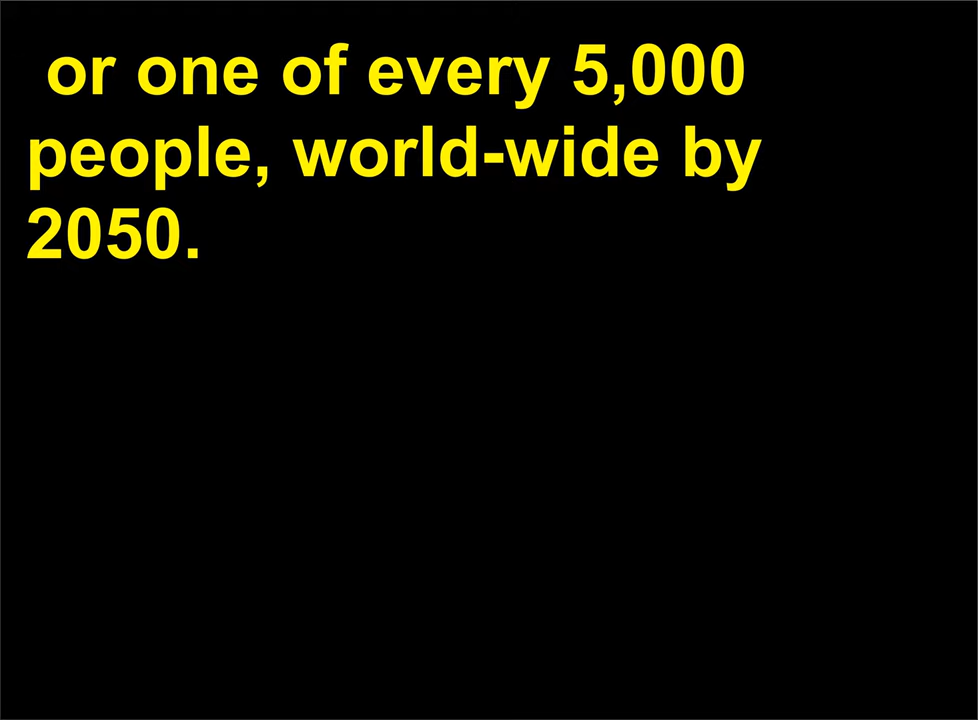 or one of every 5,000
people, world-wide by
2050.